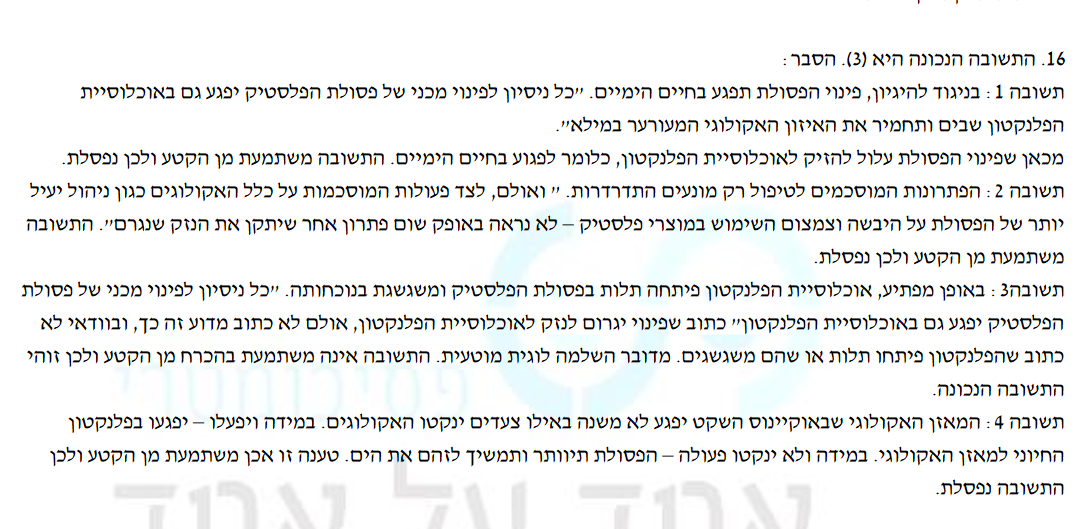 16. התשובה הנכונה היא (3). הסבר:
תשובה 1: בניגוד להיגיון, פינוי הפסולת תפגע בחיים הימיים. "כל ניסיון לפינוי מכני של פסולת הפלסטיק יפגע גם באוכלוסיית
הפלנקטון שבים ותחמיר את האיזון האקולוגי המעורער במילא".
מכאן שפינוי הפסולת עלול להזיק לאוכלוסיית הפלנקטון, כלומר לפגוע בחיים הימיים. התשובה משתמעת מן הקטע ולכן נפסלת.
תשובה 2: הפתרונות המוסכמים לטיפול רק מונעים התדרדרות. " ואולם, לצד פעולות המוסכמות על כלל האקולוגים כגון ניהול יעיל
יותר של הפסולת על היבשה וצמצום השימוש במוצרי פלסטיק – לא נראה באופק שום פתרון אחר שיתקן את הנזק שנגרם". התשובה
משתמעת מן הקטע ולכן נפסלת.
תשובה3: באופן מפתיע, אוכלוסיית הפלנקטון פיתחה תלות בפסולת הפלסטיק ומשגשגת בנוכחותה. "כל ניסיון לפינוי מכני של פסולת
הפלסטיק יפגע גם באוכלוסיית הפלנקטון" כתוב שפינוי יגרום לנזק לאוכלוסיית הפלנקטון, אולם לא כתוב מדוע זה כך, ובוודאי לא
כתוב שהפלנקטון פיתחו תלות או שהם משגשגים. מדובר השלמה לוגית מוטעית. התשובה אינה משתמעת בהכרח מן הקטע ולכן זוהי
התשובה הנכונה.
תשובה 4: המאזן האקולוגי שבאוקיינוס השקט יפגע לא משנה באילו צעדים ינקטו האקולוגים. במידה ויפעלו – יפגעו בפלנקטון
החיוני למאזן האקולוגי. במידה ולא ינקטו פעולה – הפסולת תיוותר ותמשיך לזהם את הים. טענה זו אכן משתמעת מן הקטע ולכן
התשובה נפסלת.
פסיכומטרי
אחד על אחד